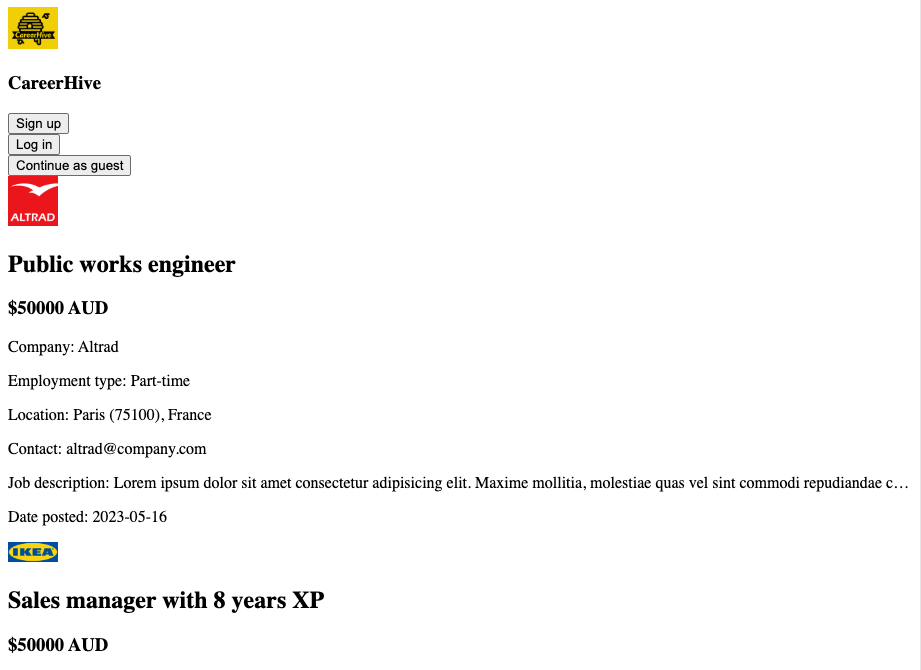 CareerHive
CareerHive
Sign up
Log in
Continue as guest
ALTRAD
Public works engineer
$50000 AUD
Company: Altrad
Employment type: Part-time
Location: Paris (75100), France
Contact: altrad@company.com
Job description: Lorem ipsum dolor sit amet consectetur adipisicing elit. Maxime mollitia, molestiae quas vel sint commodi repudiandae c…
Date posted: 2023-05-16
IKEA
Sales manager with 8 years XP
$50000 AUD